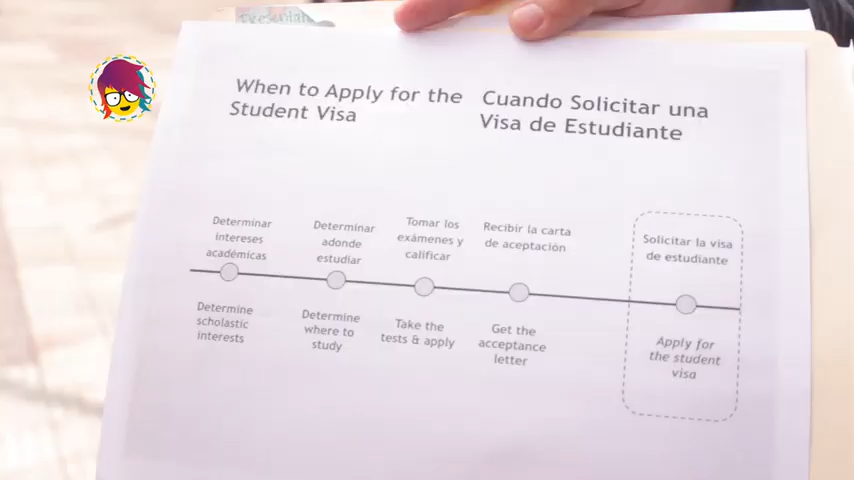 When to Apply for the
Student Visa
Cuando Solicitar una
Visa de Estudiante
Determinar
intereses
académicas
Determinar
adonde
estudiar
Tomar los
exámenes y
calificar
Recibir la carta
de aceptación
Solicitar la visa
de estudiante
Determine
scholastic
interests
Determine
where to
study
Take the
tests & apply
Get the
acceptance
letter
Apply for
the student
visa